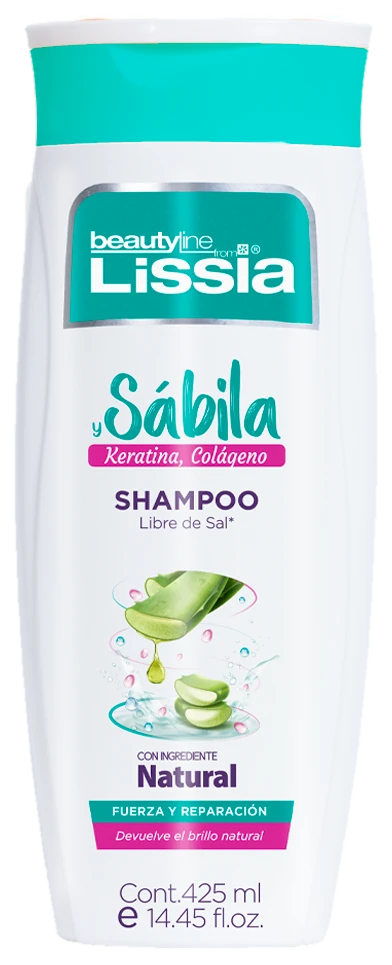 beautyline
from ®
Lissia
y Sábila
Keratina, Colágeno
SHAMPOO
Libre de Sal*
CON INGREDIENTE
Natural
FUERZA Y REPARACIÓN
Devuelve el brillo natural
Cont.425 ml
e 14.45 fl.oz.